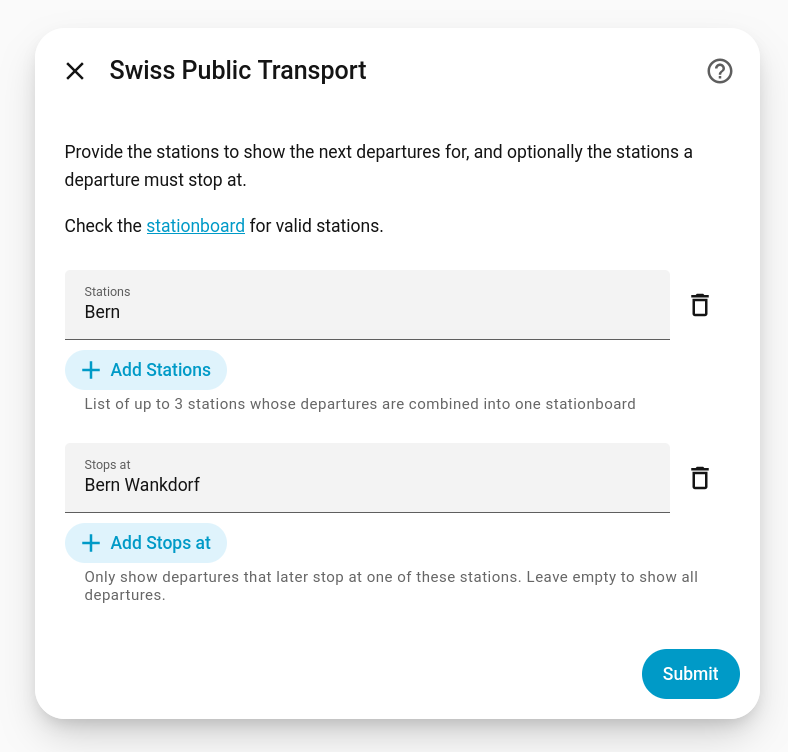 Swiss Public Transport
Provide the stations to show the next departures for, and optionally the stations a
departure must stop at.
Check the stationboard for valid stations.
Stations
Bern
Add Stations
List of up to 3 stations whose departures are combined into one stationboard
Stops at
Bern Wankdorf
Add Stops at
Only show departures that later stop at one of these stations. Leave empty to show all
departures.
Submit